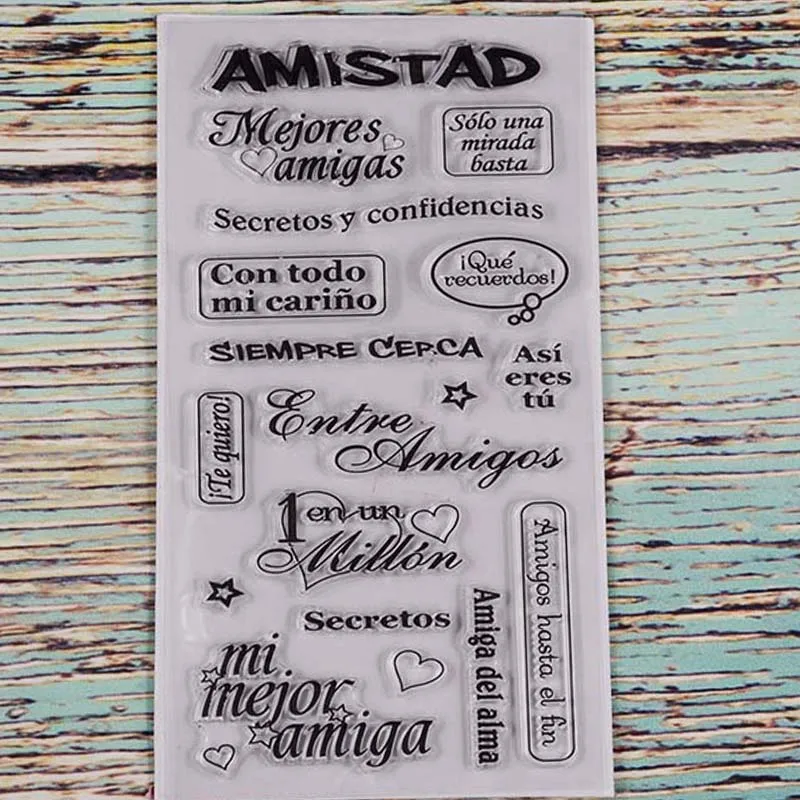 AMISTAD
Mejores
amigas
Sólo una
mirada
basta
Secretos y confidencias
Con todo
mi cariño
¡Qué
recuerdos!
SIEMPRE CERCA
Así
eres
tú
¡Te quiero!
Entre
Amigos
1 en un
Millón
Amigos hasta el fin
Secretos
Amiga del alma
mi
mejor
amiga